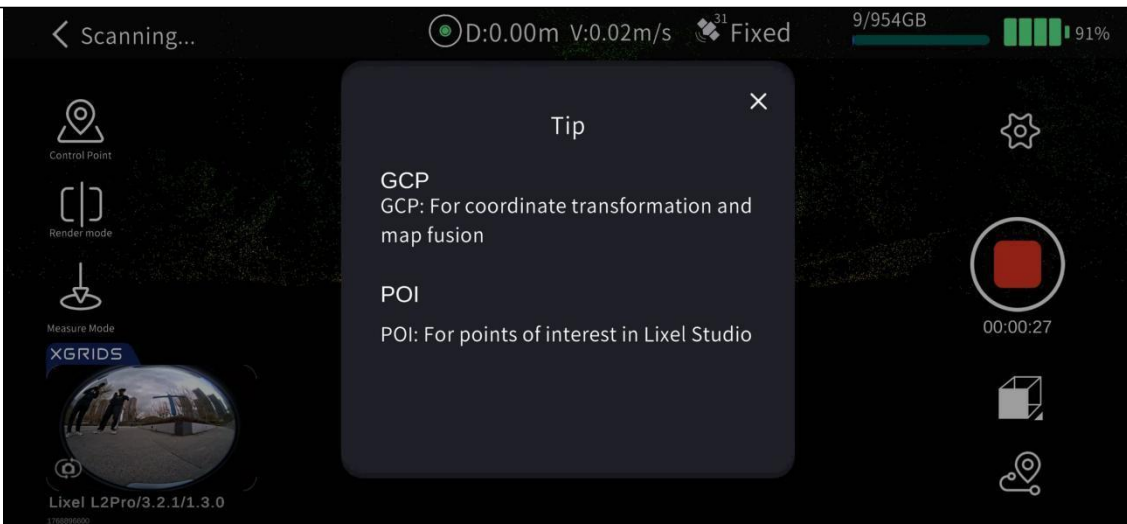 Scanning...
D:0.00m V:0.02m/s
31
Fixed
9/954GB
91%
Control Point
Render mode
Measure Mode
XGRIDS
Lixel L2Pro/3.2.1/1.3.0
1768896600
Tip
GCP
GCP: For coordinate transformation and
map fusion
POI
POI: For points of interest in Lixel Studio
00:00:27